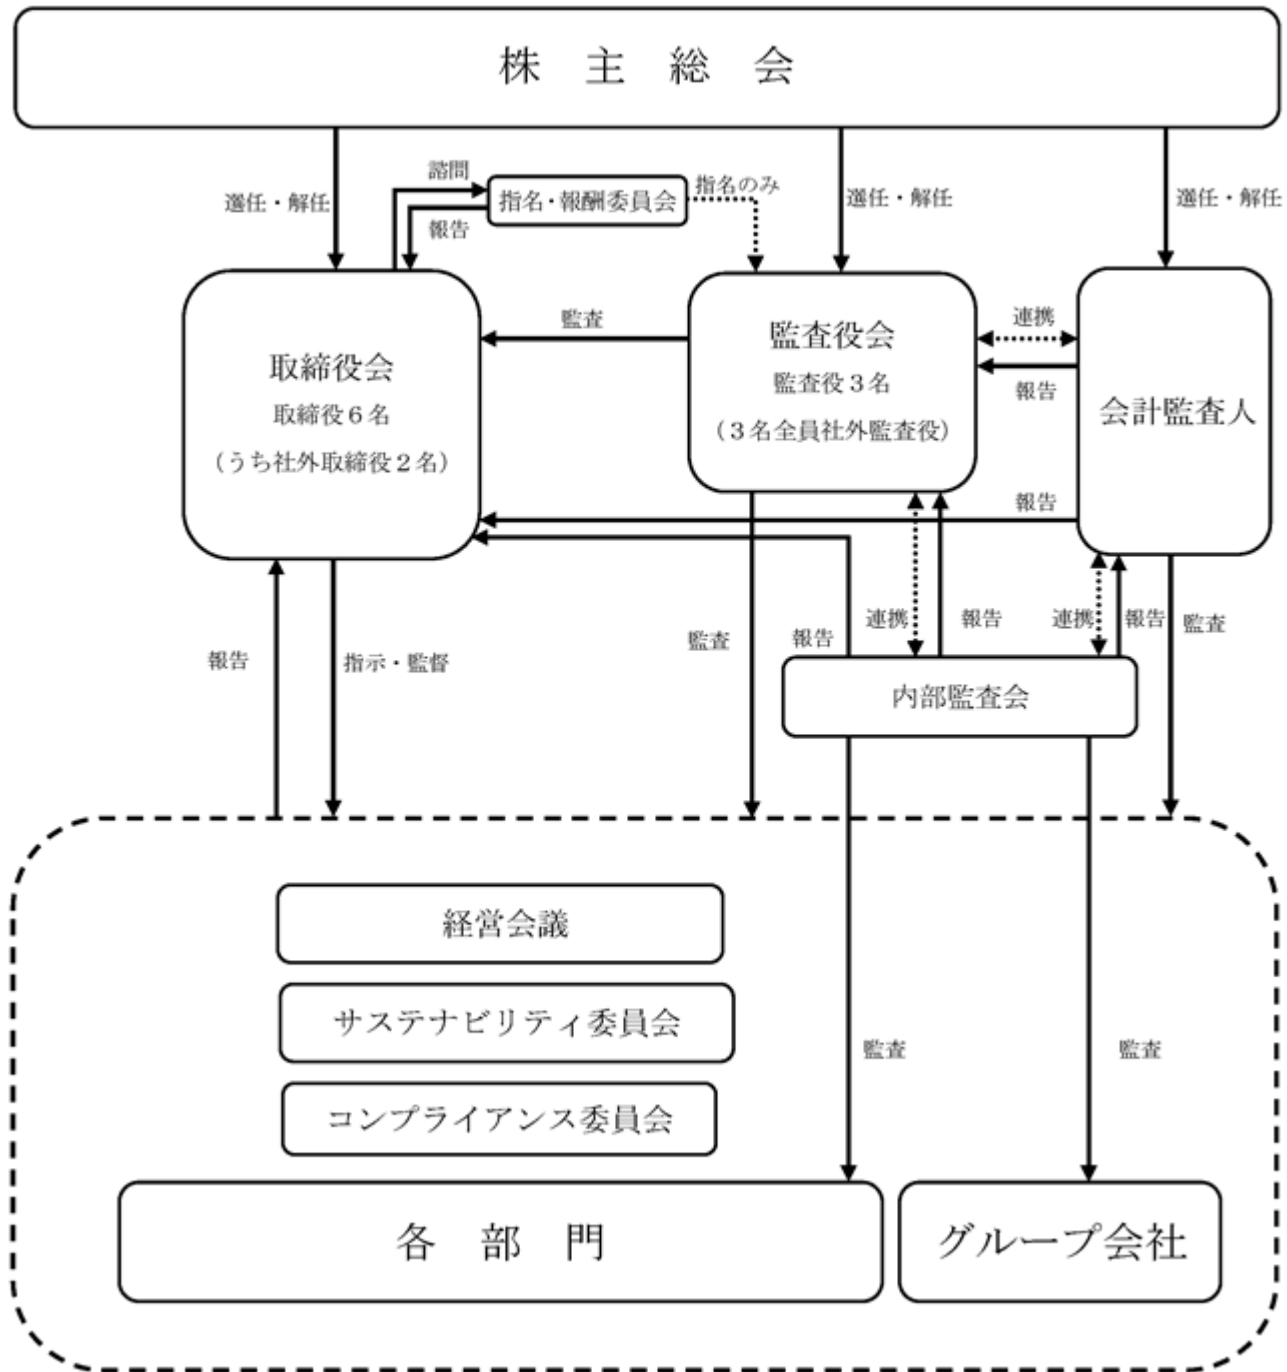 株　主　総　会
選任・解任
諮問
指名・報酬委員会
報告
指名のみ
選任・解任
選任・解任
取締役会
取締役６名
（うち社外取締役２名）
監査
監査役会
監査役３名
（３名全員社外監査役）
連携
報告
会計監査人
報告
報告
指示・監督
監査
報告
連携
報告
連携
報告
監査
内部監査会
経営会議
サステナビリティ委員会
コンプライアンス委員会
監査
監査
各　部　門
グループ会社